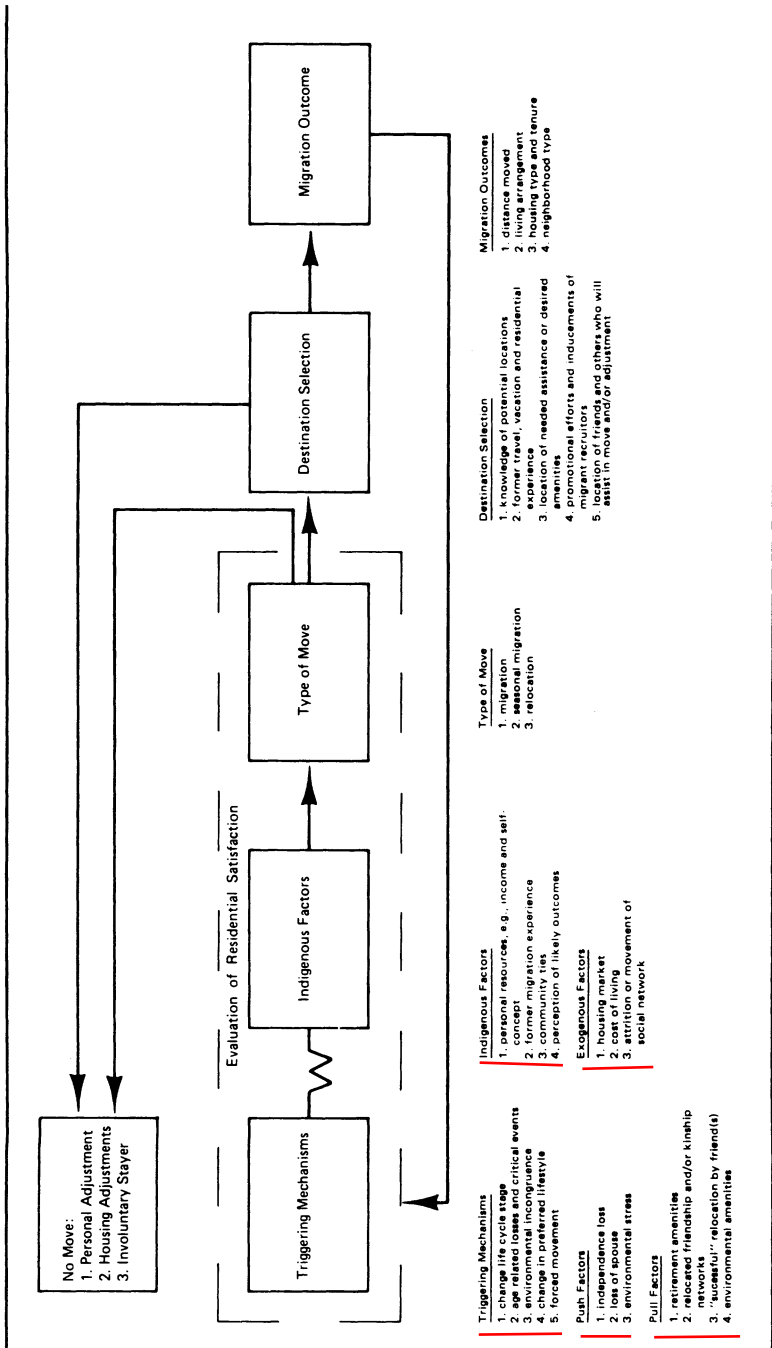 No Move:
1. Personal Adjustment
2. Housing Adjustments
3. Involuntary Stayer
Evaluation of Residential Satisfaction
Triggering Mechanisms
Indigenous Factors
Type of Move
Destination Selection
Migration Outcome
Triggering Mechanisms
1. change life cycle stage
2. age related losses and critical events
3. environmental incongruence
4. change in preferred lifestyle
5. forced movement
Push Factors
1. independence loss
2. loss of spouse
3. environmental stress
Pull Factors
1. retirement amenities
2. relocated friendship and/or kinship
networks
3. "sucessful" relocation by friend(s)
4. environmental amenities
Indigenous Factors
1. personal resources, e.g., income and self-
concept
2. former migration experience
3. community ties
4. perception of likely outcomes
Exogenous Factors
1. housing market
2. cost of living
3. attrition or movement of
social network
Type of Move
1. migration
2. seasonal migration
3. relocation
Destination Selection
1. knowledge of potential locations
2. former travel, vacation and residential
experience
3. location of needed assistance or desired
amenities
4. promotional efforts and inducements of
migrant recruitors
5. location of friends and others who will
assist in move and/or adjustment
Migration Outcomes
1. distance moved
2. living arrangement
3. housing type and tenure
4. neighborhood type